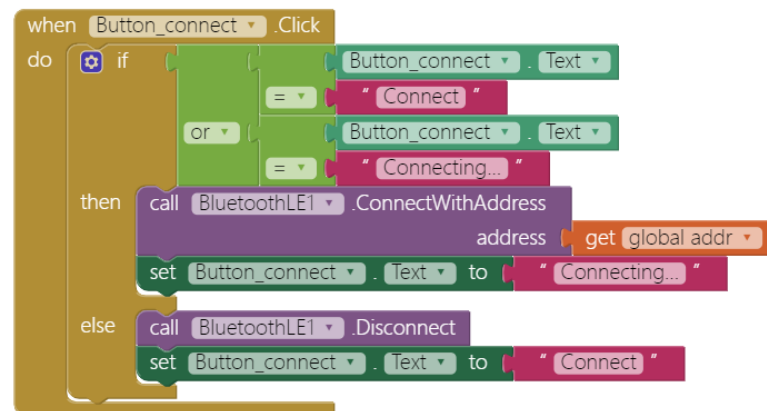 when Button_connect .Click
do if Button_connect . Text
= " Connect "
or Button_connect . Text
= " Connecting... "
then call BluetoothLE1 .ConnectWithAddress
address get global addr
set Button_connect . Text to " Connecting... "
else call BluetoothLE1 .Disconnect
set Button_connect . Text to " Connect "